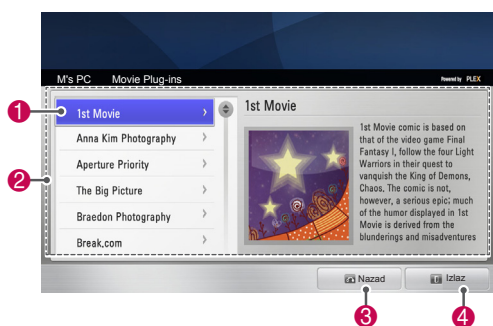 M's PC Movie Plug-ins
Powered by PLEX
1
1st Movie
Anna Kim Photography
Aperture Priority
2
The Big Picture
Braedon Photography
Break.com
1st Movie
1st Movie comic is based on
that of the video game Final
Fantasy I, follow the four Light
Warriors in their quest to
vanquish the King of Demons,
Chaos. The comic is not,
however, a serious epic; much
of the humor displayed in 1st
Movie is derived from the
blunderings and misadventures
Nazad
Izlaz
3
4